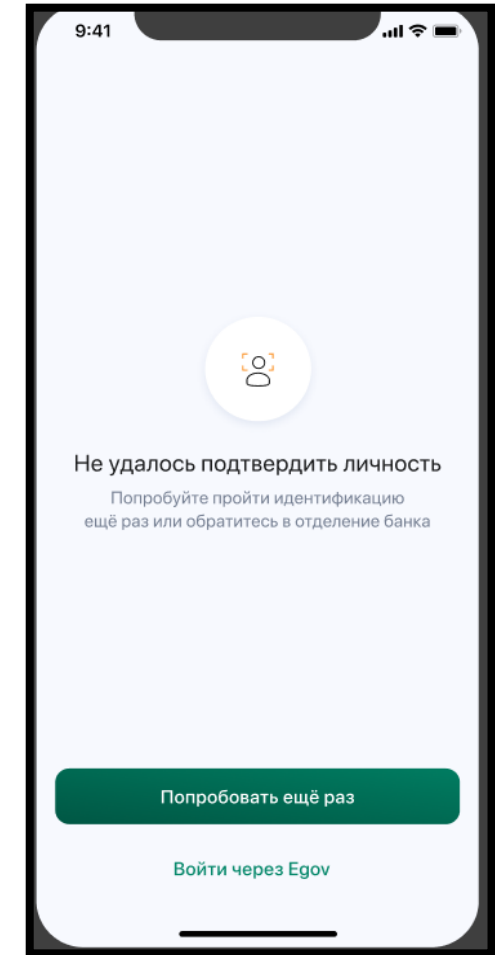 9:41
Не удалось подтвердить личность
Попробуйте пройти идентификацию
ещё раз или обратитесь в отделение банка
Попробовать ещё раз
Войти через Egov